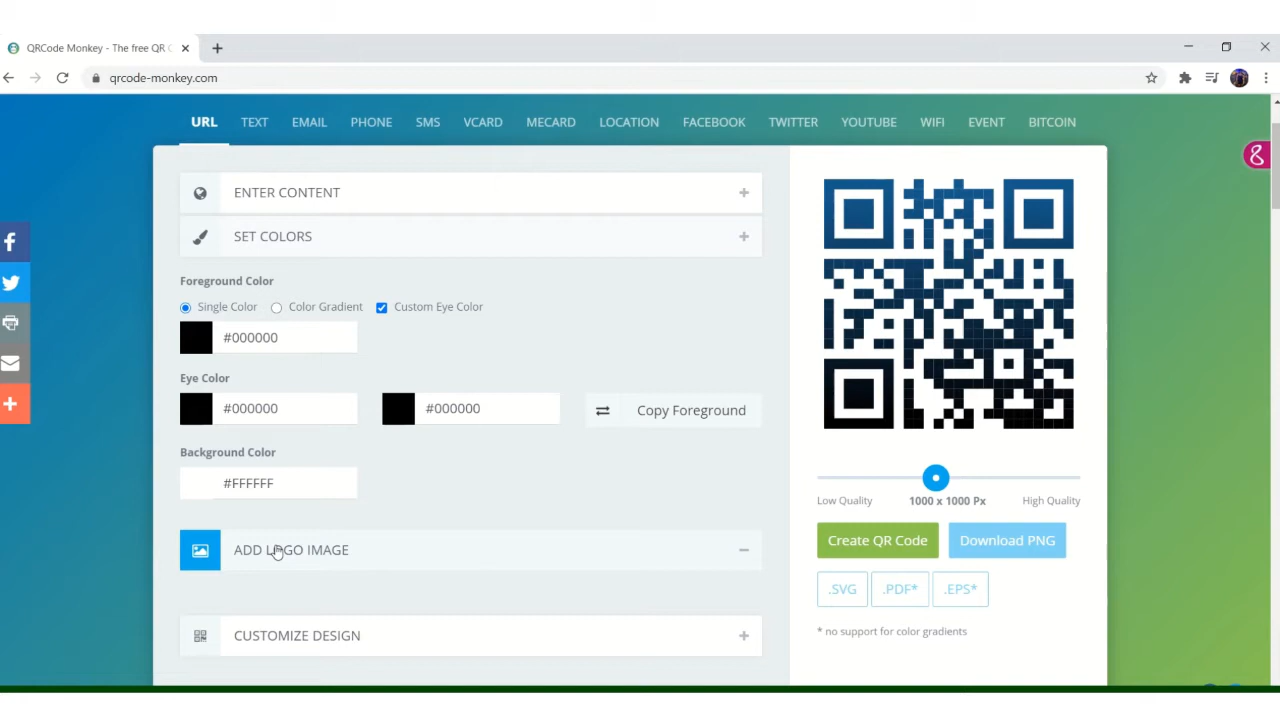 QRCode Monkey - The free QR C
qrcode-monkey.com
URL TEXT EMAIL PHONE SMS VCARD MECARD LOCATION FACEBOOK TWITTER YOUTUBE WIFI EVENT BITCOIN
ENTER CONTENT
SET COLORS
Foreground Color
Single Color Color Gradient Custom Eye Color
#000000
Eye Color
#000000 #000000 Copy Foreground
Background Color
#FFFFFF
ADD LOGO IMAGE
CUSTOMIZE DESIGN
Low Quality 1000 x 1000 Px High Quality
Create QR Code Download PNG
.SVG .PDF* .EPS*
* no support for color gradients